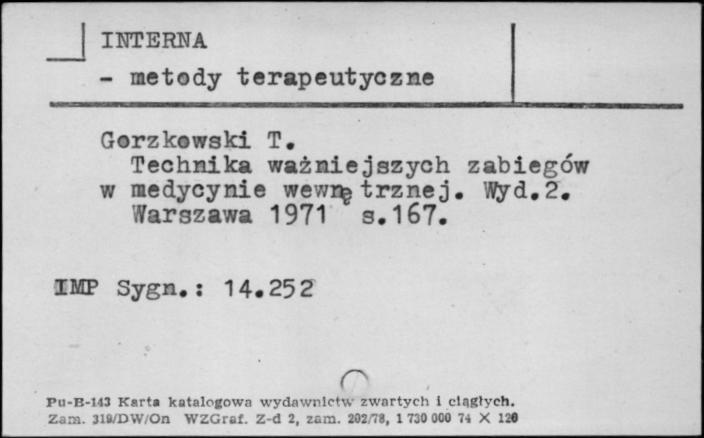 INTERNA
- metody terapeutyczne
Gorzkowski T.
Technika ważniejszych zabiegów
w medycynie wewnętrznej. Wyd.2.
Warszawa 1971 s.167.
IMP Sygn.: 14.252
Pu-B-143 Karta katalogowa wydawnictw zwartych i ciągłych.
Zam. 319/DW/On WZGraf. Z-d 2, zam. 202/78, 1 730 000 74 X 120